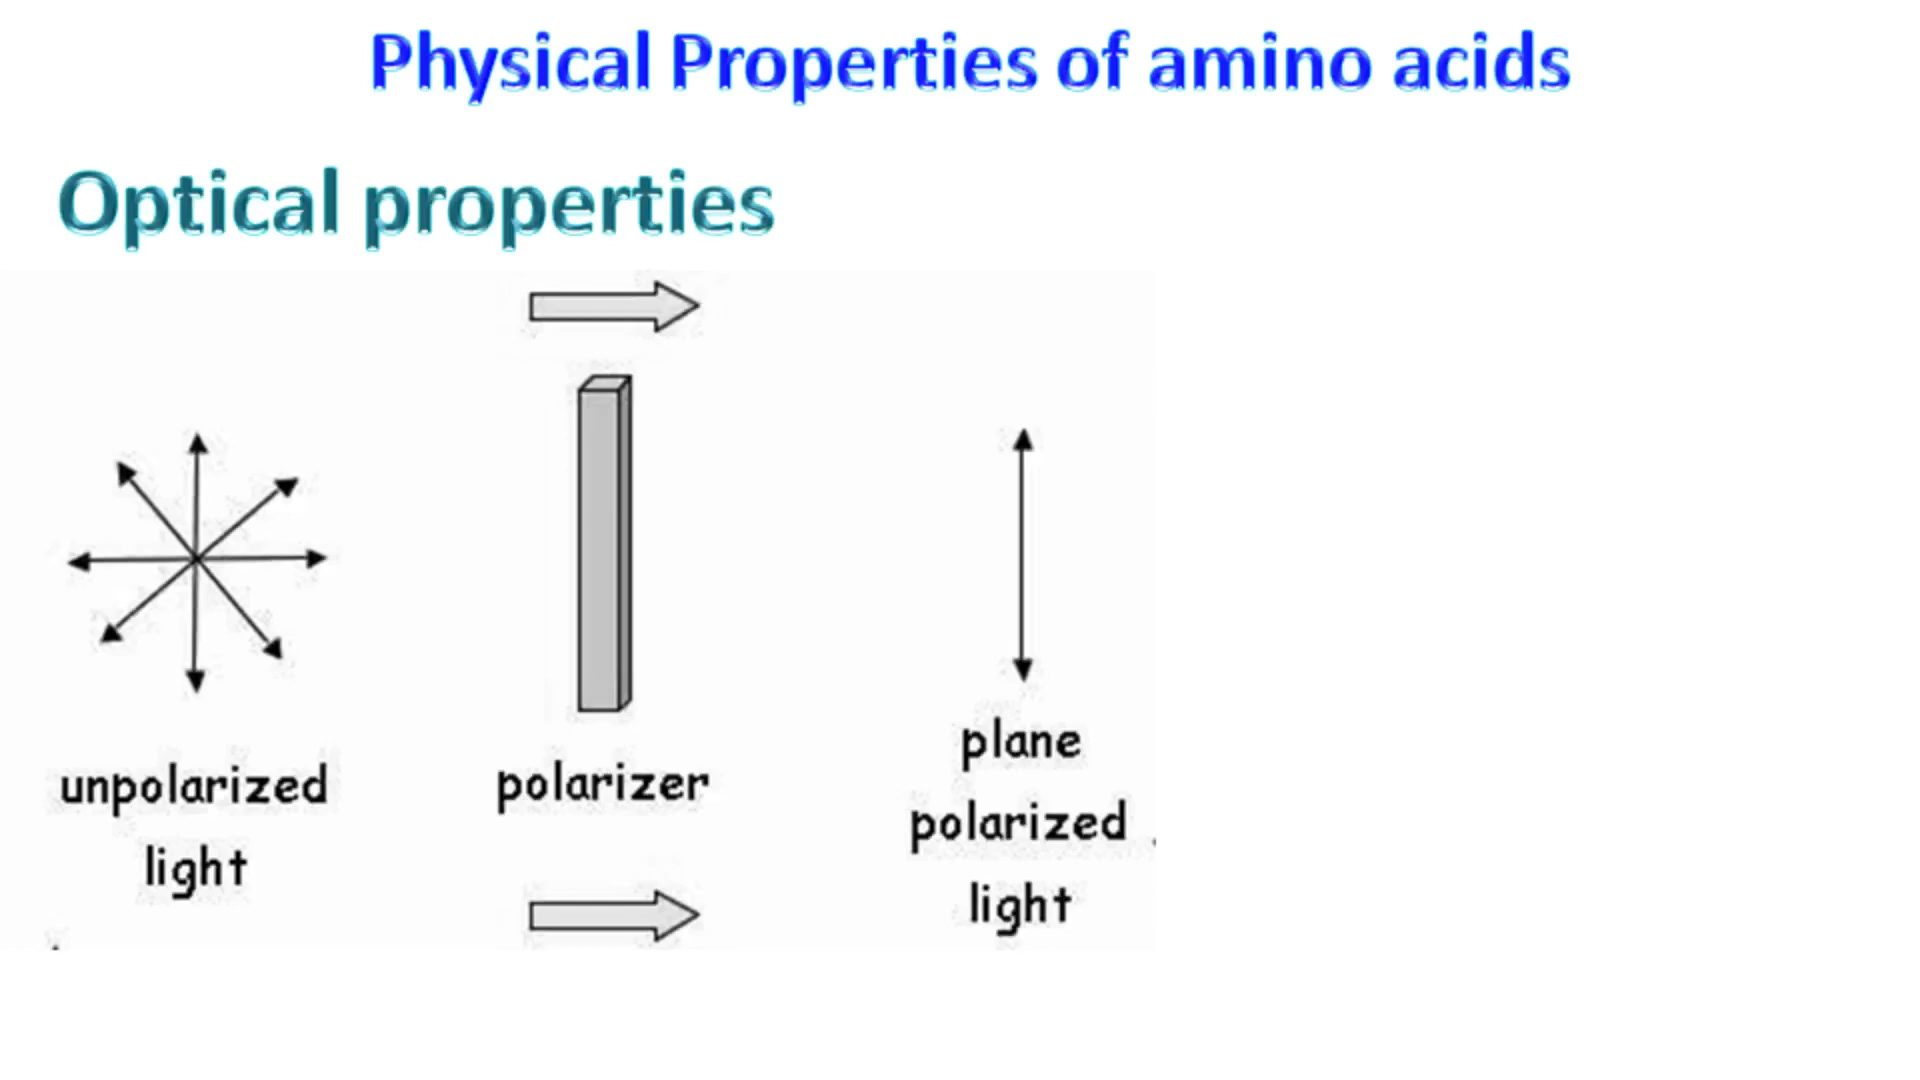 Physical Properties of amino acids
Optical properties
unpolarized
light
polarizer
plane
polarized
light